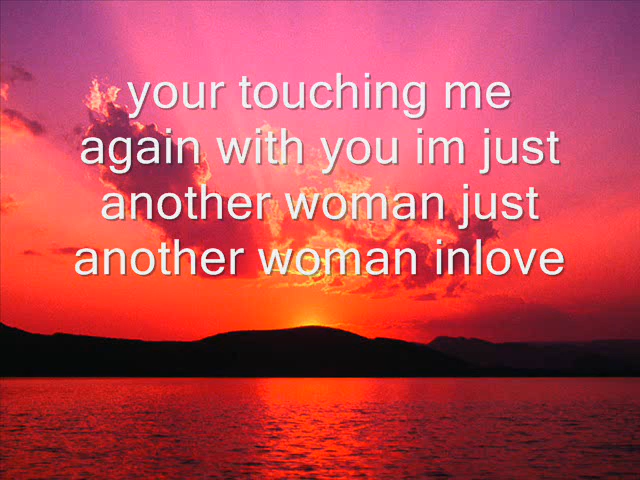 your touching me
again with you im just
another woman just
another woman inlove